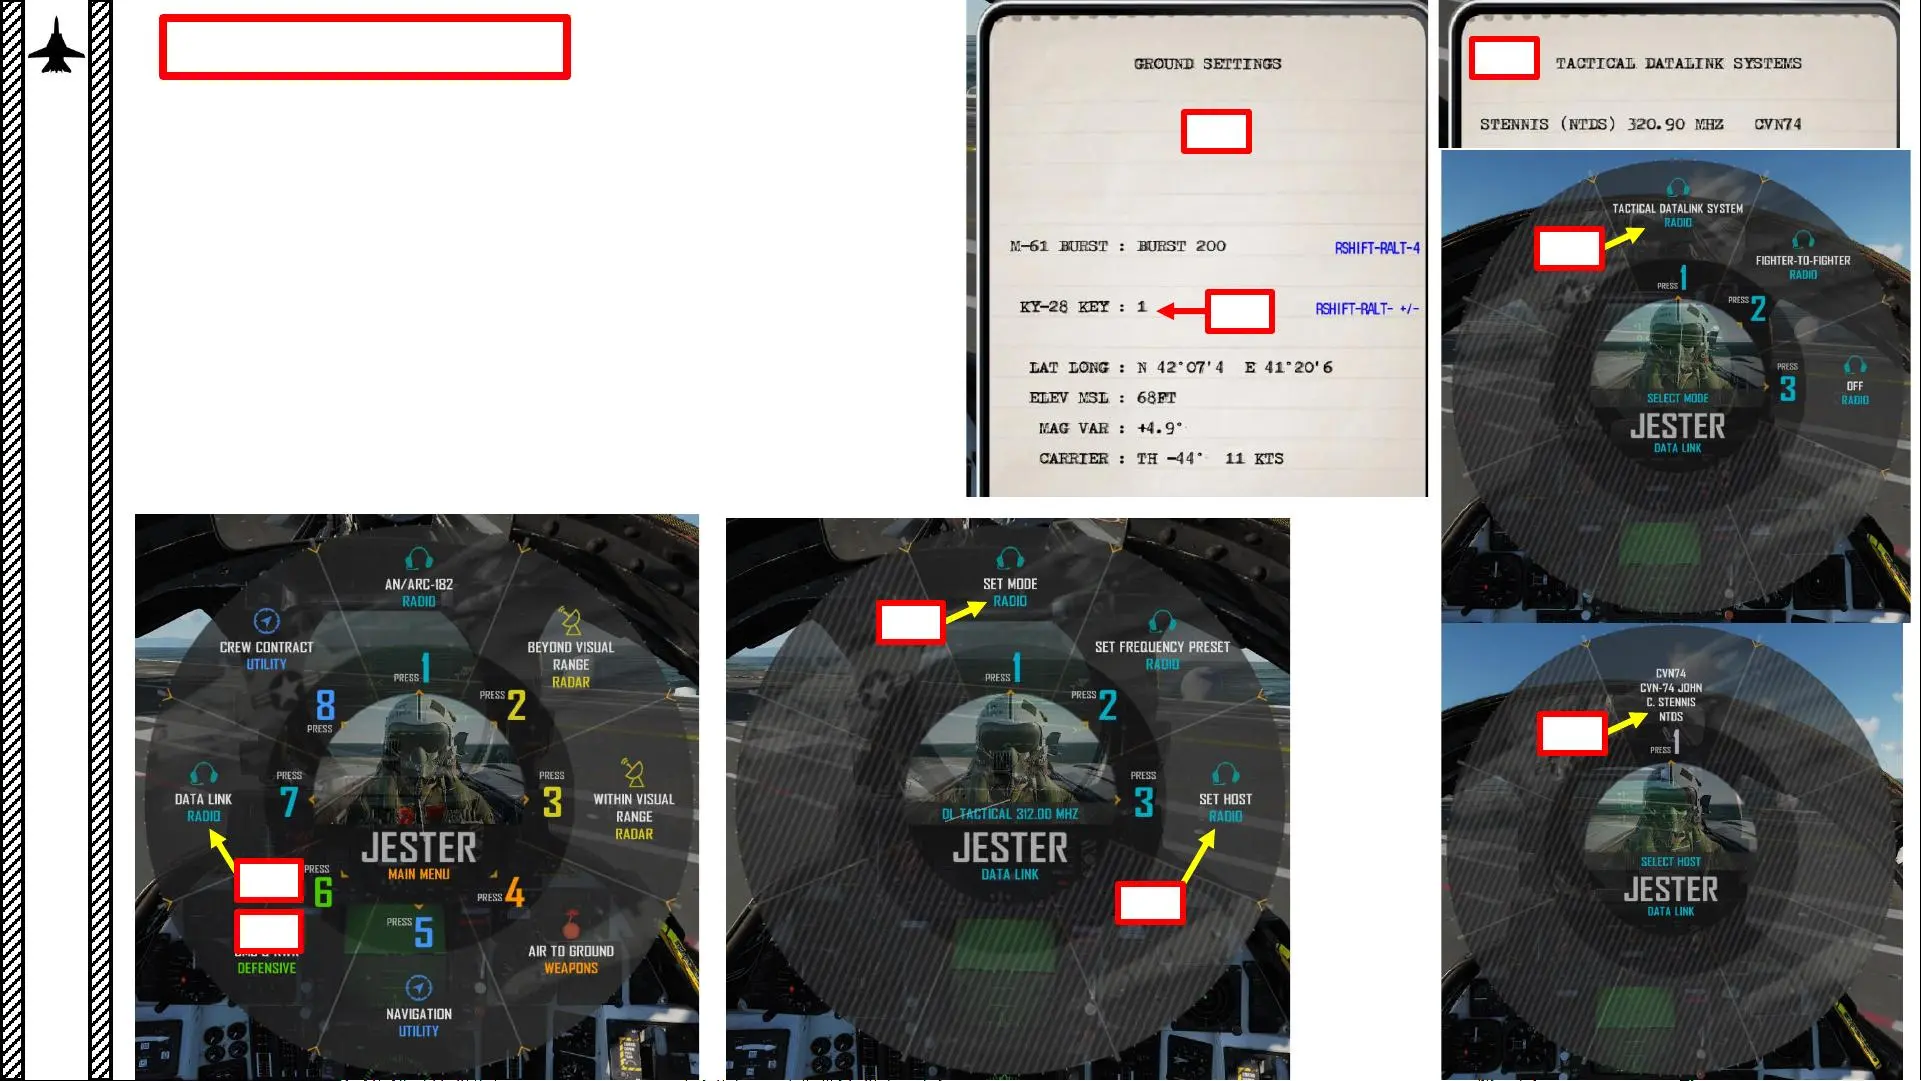 GROUND SETTINGS
M-61 BURST : BURST 200 RSHIFT-RALT-4
KY-28 KEY : 1 RSHIFT-RALT- +/-
LAT LONG : N 42°07'4 E 41°20'6
ELEV MSL : 68FT
MAG VAR : +4.9°
CARRIER : TH -44° 11 KTS
TACTICAL DATALINK SYSTEMS
STENNIS (NTDS) 320.90 MHZ CVN74
TACTICAL DATALINK SYSTEM
RADIO
FIGHTER-TO-FIGHTER
RADIO
OFF
RADIO
PRESS 1
PRESS 2
PRESS
3
SELECT MODE
JESTER
DATA LINK
AN/ARC-182
RADIO
CREW CONTRACT
UTILITY
BEYOND VISUAL
RANGE
RADAR
PRESS 1
PRESS 2
8
PRESS
DATA LINK
RADIO
PRESS
7
PRESS
3
WITHIN VISUAL
RANGE
RADAR
JESTER
MAIN MENU
PRESS
6
PRESS 4
PRESS 5
DEFENSIVE
AIR TO GROUND
WEAPONS
NAVIGATION
UTILITY
SET MODE
RADIO
SET FREQUENCY PRESET
RADIO
PRESS 1
PRESS 2
PRESS
3
SET HOST
RADIO
DL TACTICAL 312.00 MHZ
JESTER
DATA LINK
CVN74
CVN-74 JOHN
C. STENNIS
NTDS
PRESS 1
SELECT HOST
JESTER
DATA LINK